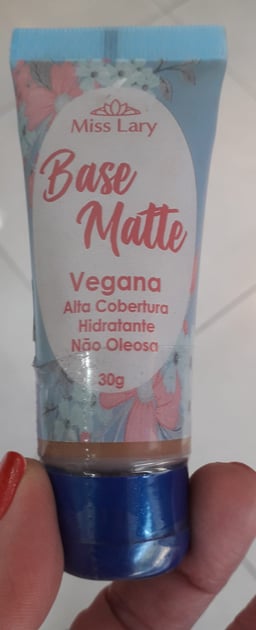 Miss Lary
Base
Matte
Vegana
Alta Cobertura
Hidratante
Não Oleosa
30g